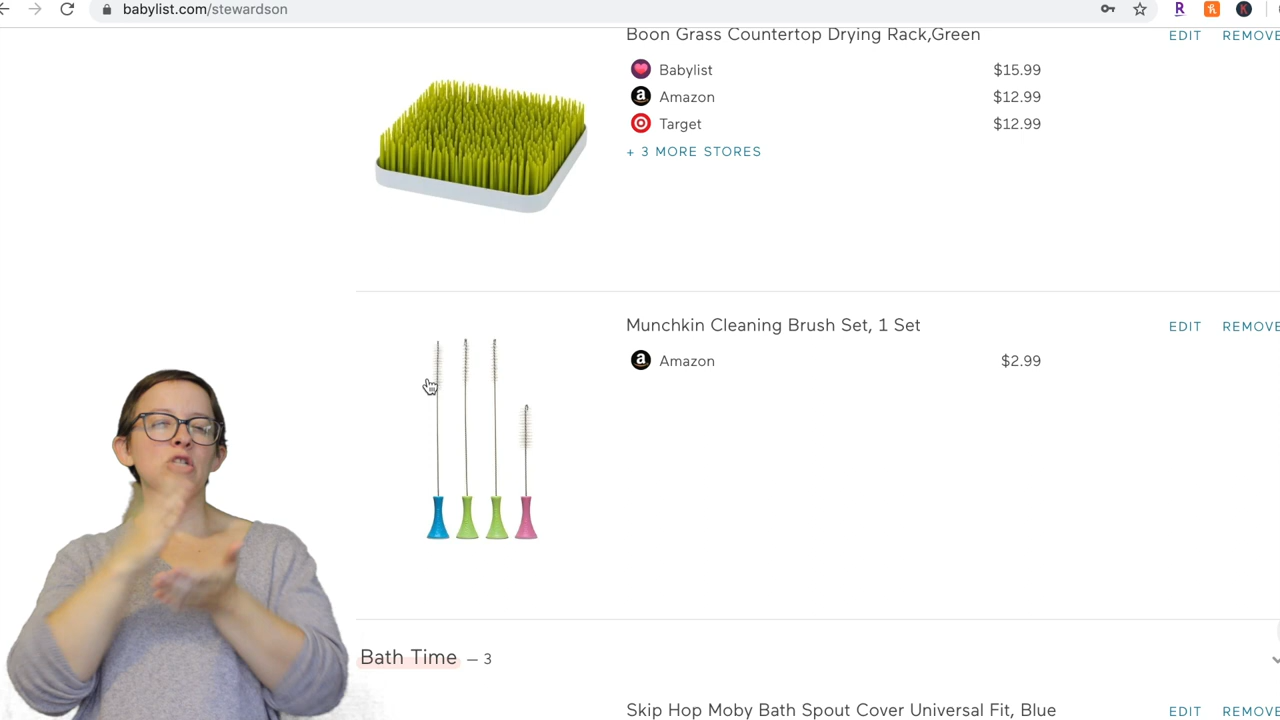 babylist.com/stewardson
Boon Grass Countertop Drying Rack,Green
EDIT REMOVE
Babylist $15.99
Amazon $12.99
Target $12.99
+ 3 MORE STORES
Munchkin Cleaning Brush Set, 1 Set
EDIT REMOVE
Amazon $2.99
Bath Time – 3
Skip Hop Moby Bath Spout Cover Universal Fit, Blue
EDIT REMOVE